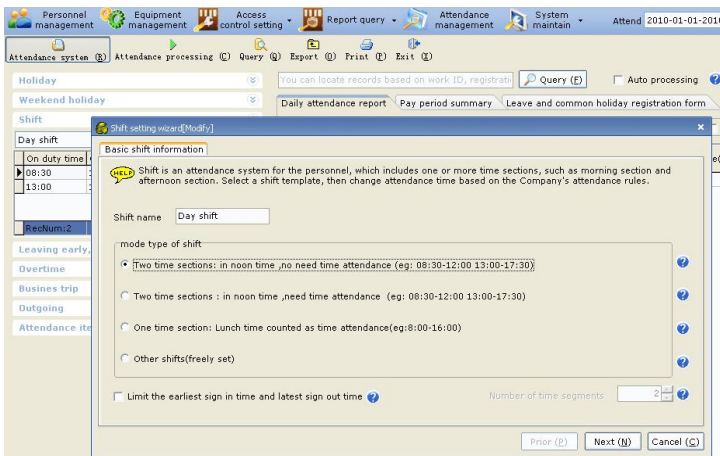 Personnel management
Equipment management
Access control setting
Report query
Attendance management
System maintain
Attend 2010-01-01-201
Attendance system (R)
Attendance processing (C)
Query (Q)
Export (O)
Print (P)
Exit (X)
Holiday
You can locate records based on work ID, registrati
Query (F)
Auto processing
Weekend holiday
Daily attendance report
Pay period summary
Leave and common holiday registration form
Shift
Day shift
On duty time
08:30
13:00
RecNum:2
Leaving early,
Overtime
Busines trip
Outgoing
Attendance ite
Shift setting wizard[Modify]
Basic shift information
HELP
Shift is an attendance system for the personnel, which includes one or more time sections, such as morning section and
afternoon section. Select a shift template, then change attendance time based on the Company's attendance rules.
Shift name Day shift
mode type of shift
Two time sections: in noon time ,no need time attendance (eg: 08:30-12:00 13:00-17:30)
Two time sections : in noon time ,need time attendance (eg: 08:30-12:00 13:00-17:30)
One time section: Lunch time counted as time attendance(eg:8:00-16:00)
Other shifts(freely set)
Limit the earliest sign in time and latest sign out time
Number of time segments 2
Prior (P)
Next (N)
Cancel (C)